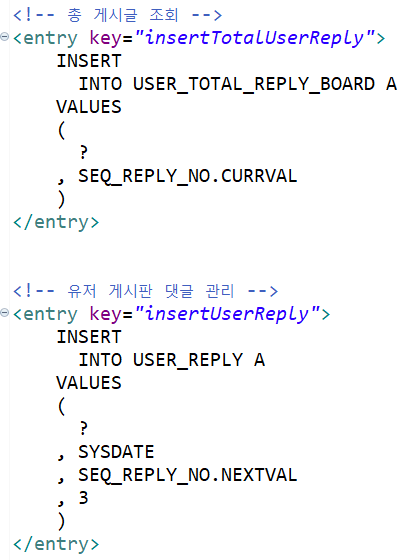 <!-- 총 게시글 조회 -->
<entry key="insertTotalUserReply">
INSERT
INTO USER_TOTAL_REPLY_BOARD A
VALUES
(
?
, SEQ_REPLY_NO.CURRVAL
)
</entry>
<!-- 유저 게시판 댓글 관리 -->
<entry key="insertUserReply">
INSERT
INTO USER_REPLY A
VALUES
(
?
, SYSDATE
, SEQ_REPLY_NO.NEXTVAL
, 3
)
</entry>